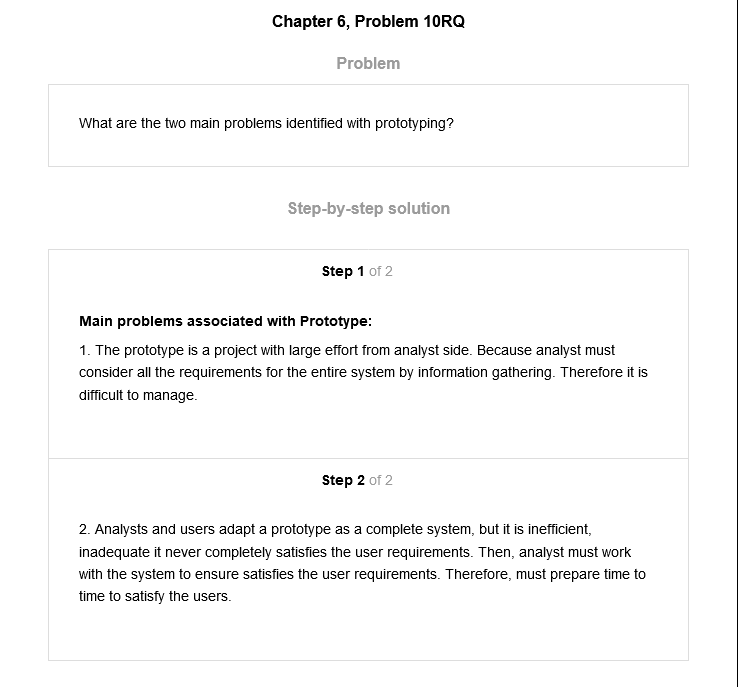 Chapter 6, Problem 10RQ
Problem
What are the two main problems identified with prototyping?
Step-by-step solution
Step 1 of 2
Main problems associated with Prototype:
1. The prototype is a project with large effort from analyst side. Because analyst must
consider all the requirements for the entire system by information gathering. Therefore it is
difficult to manage.
Step 2 of 2
2. Analysts and users adapt a prototype as a complete system, but it is inefficient,
inadequate it never completely satisfies the user requirements. Then, analyst must work
with the system to ensure satisfies the user requirements. Therefore, must prepare time to
time to satisfy the users.